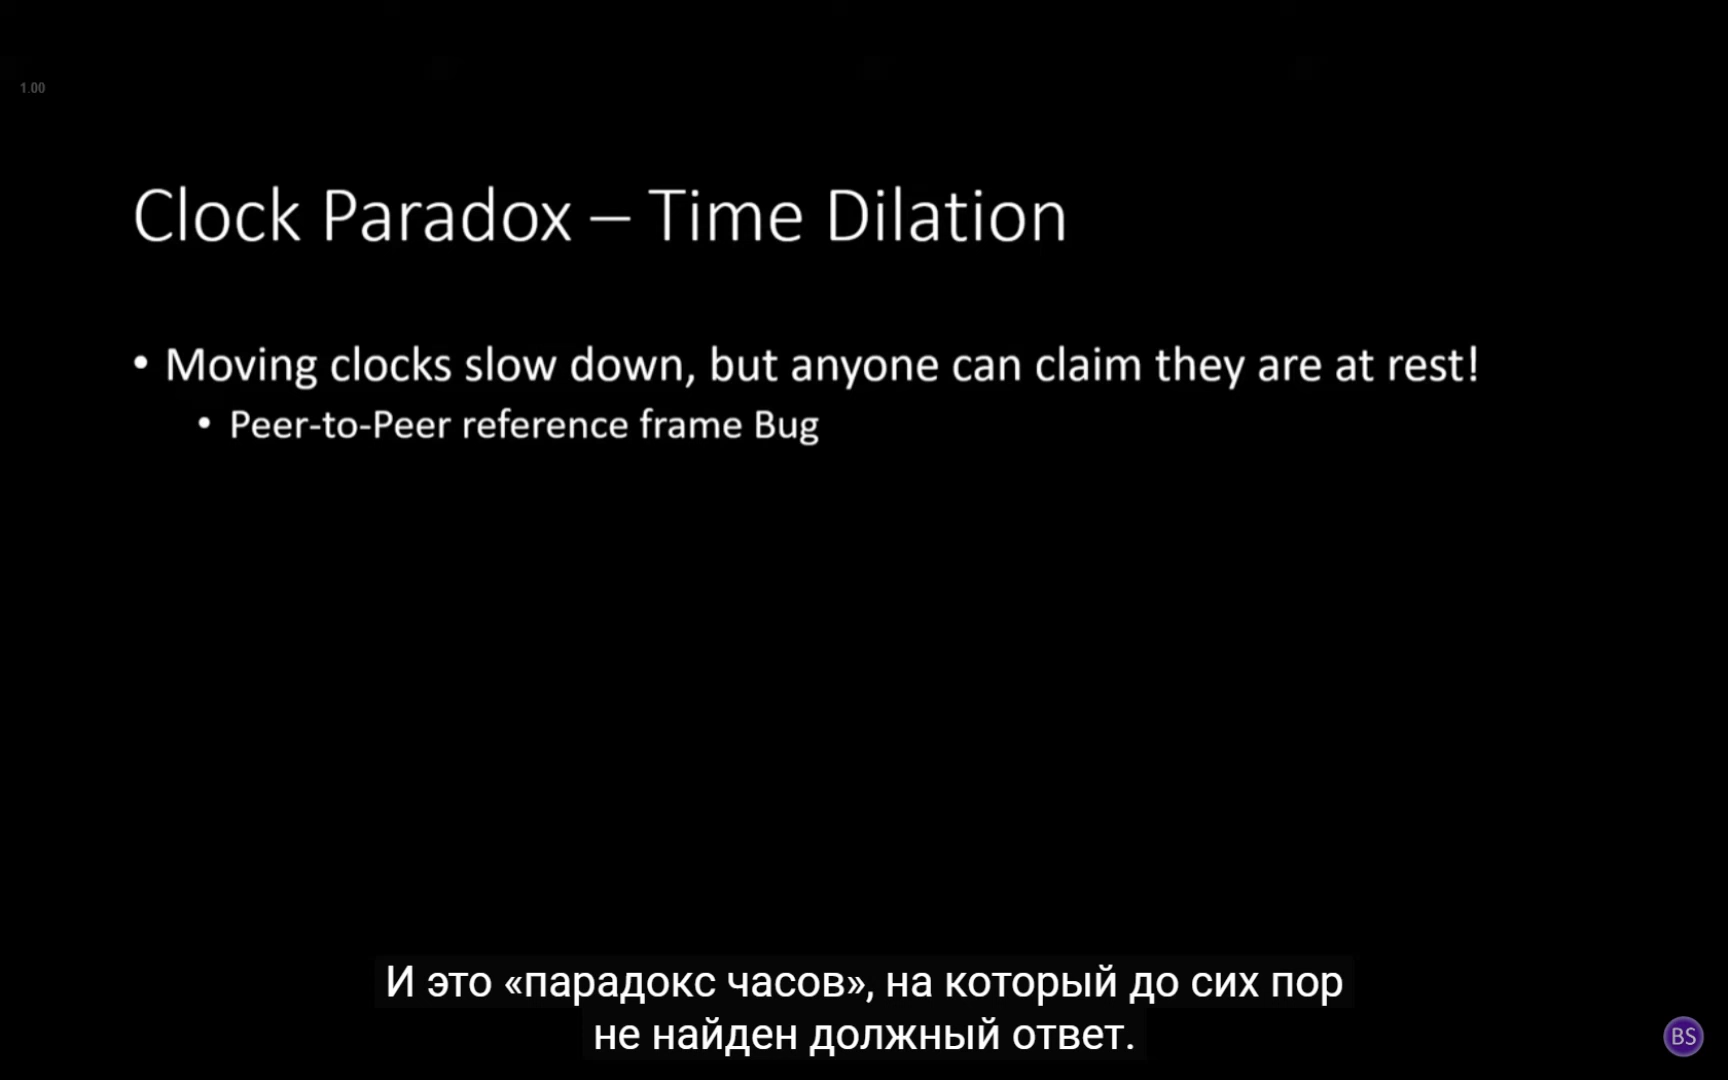 1.00
Clock Paradox – Time Dilation
• Moving clocks slow down, but anyone can claim they are at rest!
• Peer-to-Peer reference frame Bug
И это «парадокс часов», на который до сих пор
не найден должный ответ.
BS